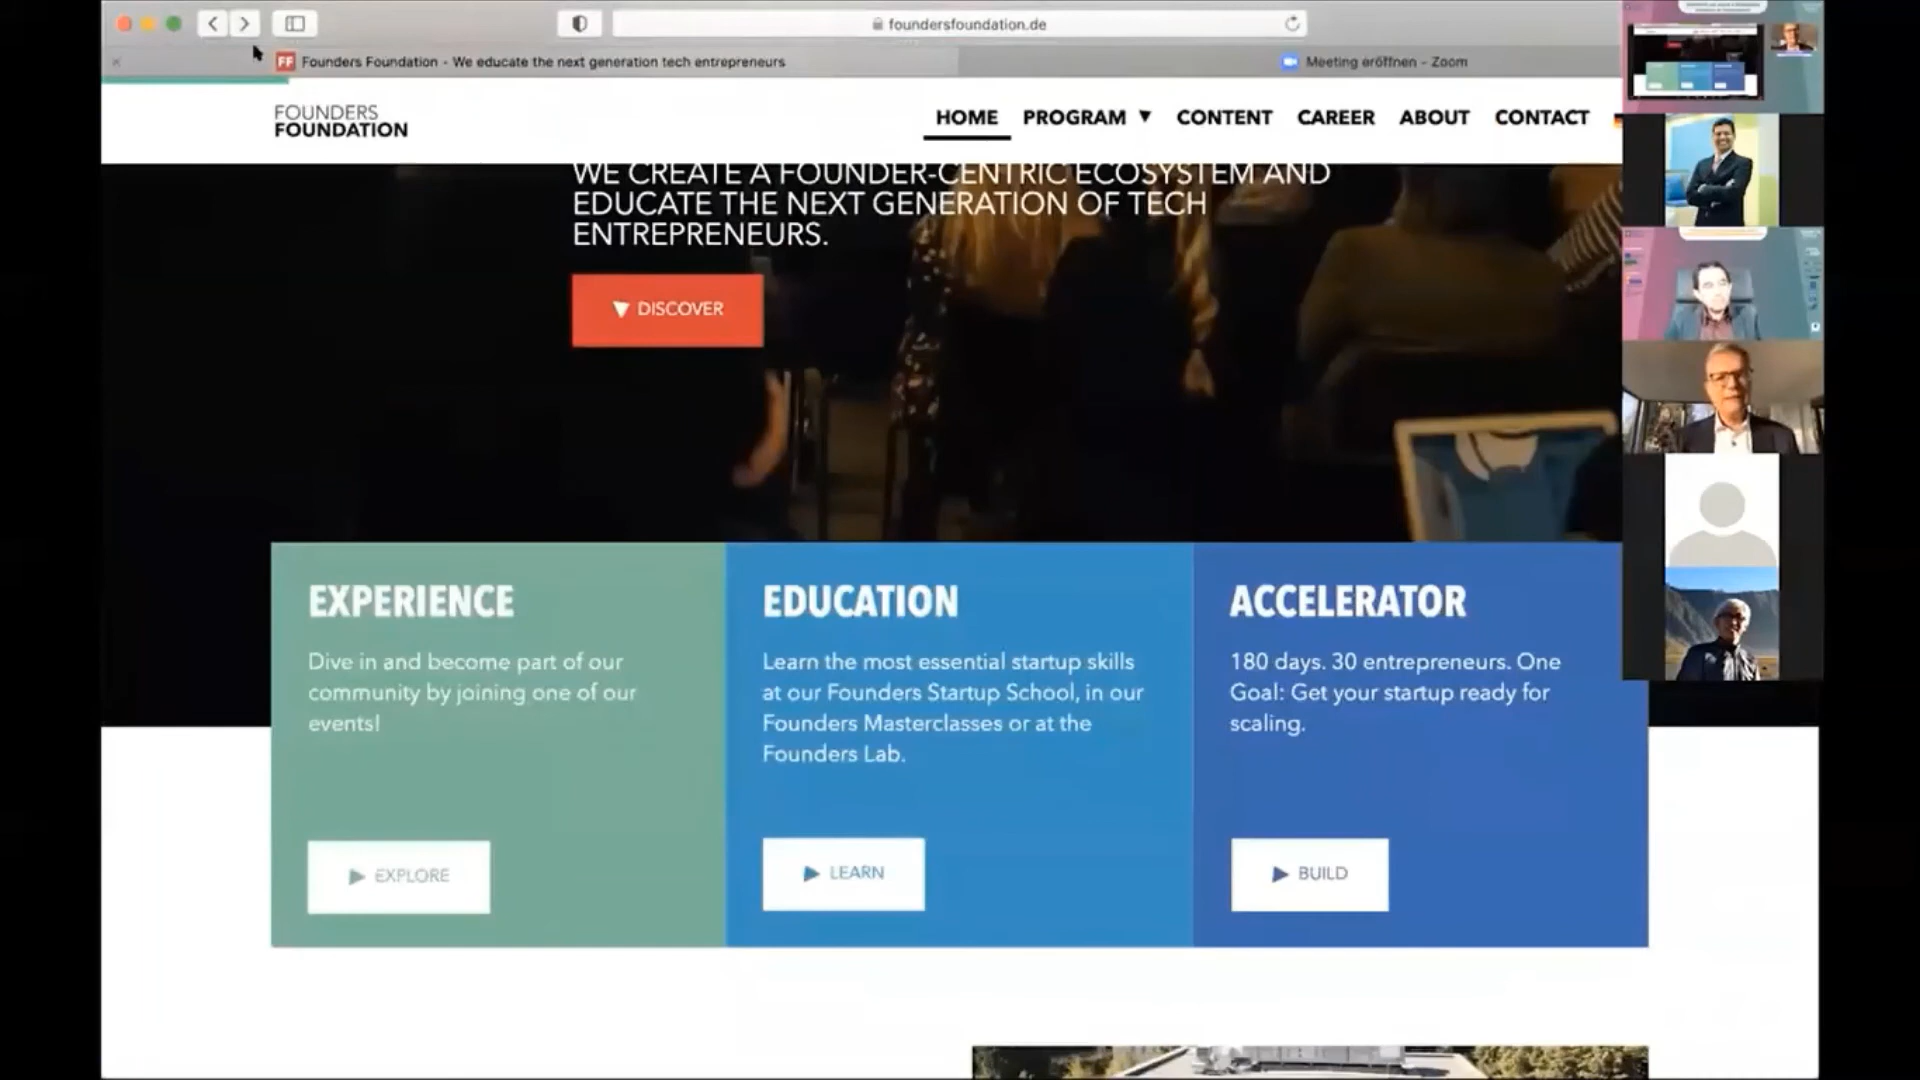 foundersfoundation.de
FF Founders Foundation - We educate the next generation tech entrepreneurs
Meeting eröffnen – Zoom
FOUNDERS
FOUNDATION
HOME PROGRAM ▼ CONTENT CAREER ABOUT CONTACT
WE CREATE A FOUNDER-CENTRIC ECOSYSTEM AND
EDUCATE THE NEXT GENERATION OF TECH
ENTREPRENEURS.
DISCOVER
EXPERIENCE
Dive in and become part of our
community by joining one of our
events!
EXPLORE
EDUCATION
Learn the most essential startup skills
at our Founders Startup School, in our
Founders Masterclasses or at the
Founders Lab.
LEARN
ACCELERATOR
180 days. 30 entrepreneurs. One
Goal: Get your startup ready for
scaling.
BUILD